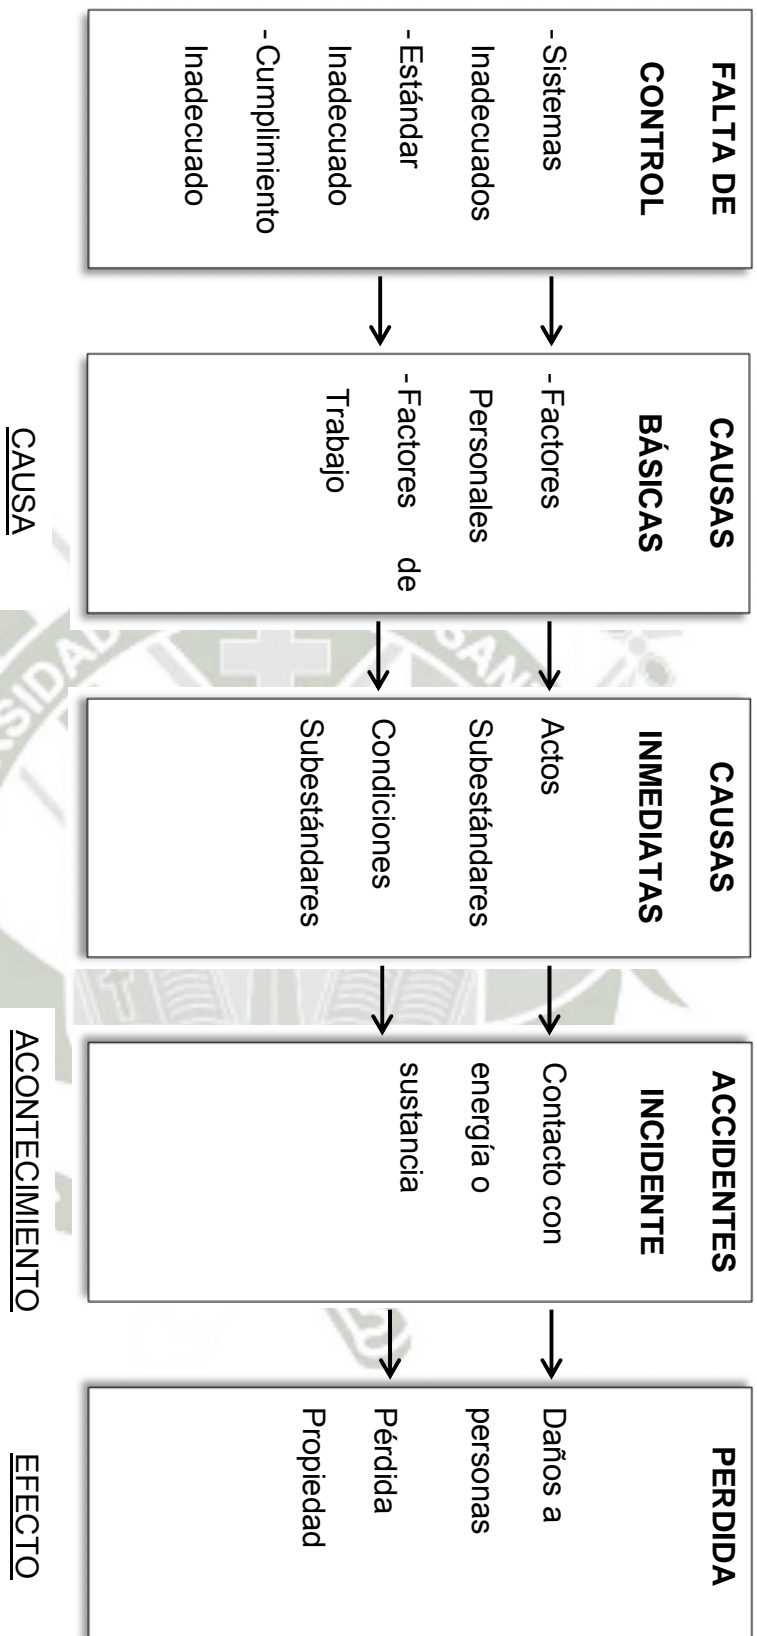 FALTA DE
CONTROL
- Sistemas
Inadecuados
- Estándar
Inadecuado
- Cumplimiento
Inadecuado
CAUSAS
BÁSICAS
- Factores
Personales
- Factores de
Trabajo
CAUSAS
INMEDIATAS
Actos
Subestándares
Condiciones
Subestándares
ACCIDENTES
INCIDENTE
Contacto con
energía o
sustancia
PERDIDA
Daños a
personas
Pérdida
Propiedad
CAUSA
ACONTECIMIENTO
EFECTO